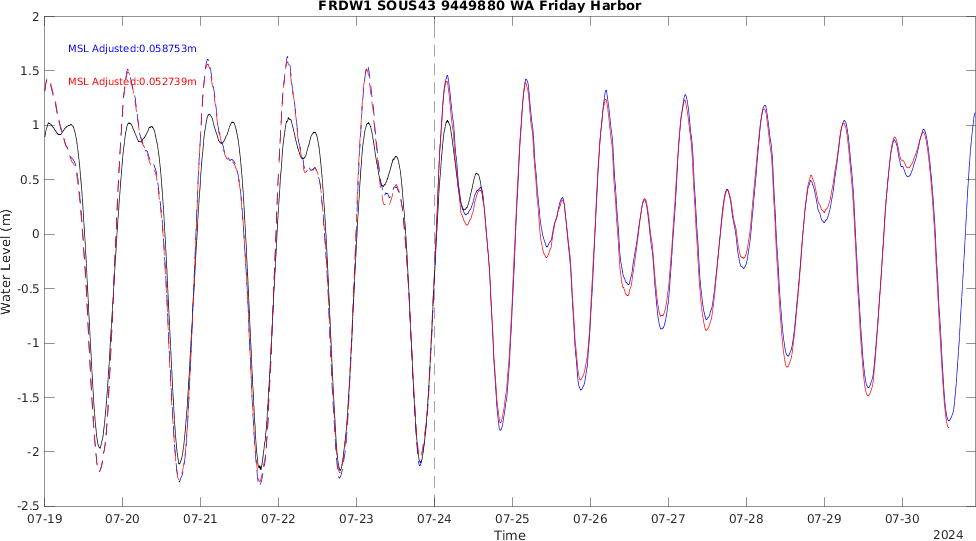 FRDW1 SOUS43 9449880 WA Friday Harbor
MSL Adjusted:0.058753m
MSL Adjusted:0.052739m
Water Level (m)
2
1.5
1
0.5
0
-0.5
-1
-1.5
-2
-2.5
07-19 07-20 07-21 07-22 07-23 07-24 07-25 07-26 07-27 07-28 07-29 07-30
Time
2024